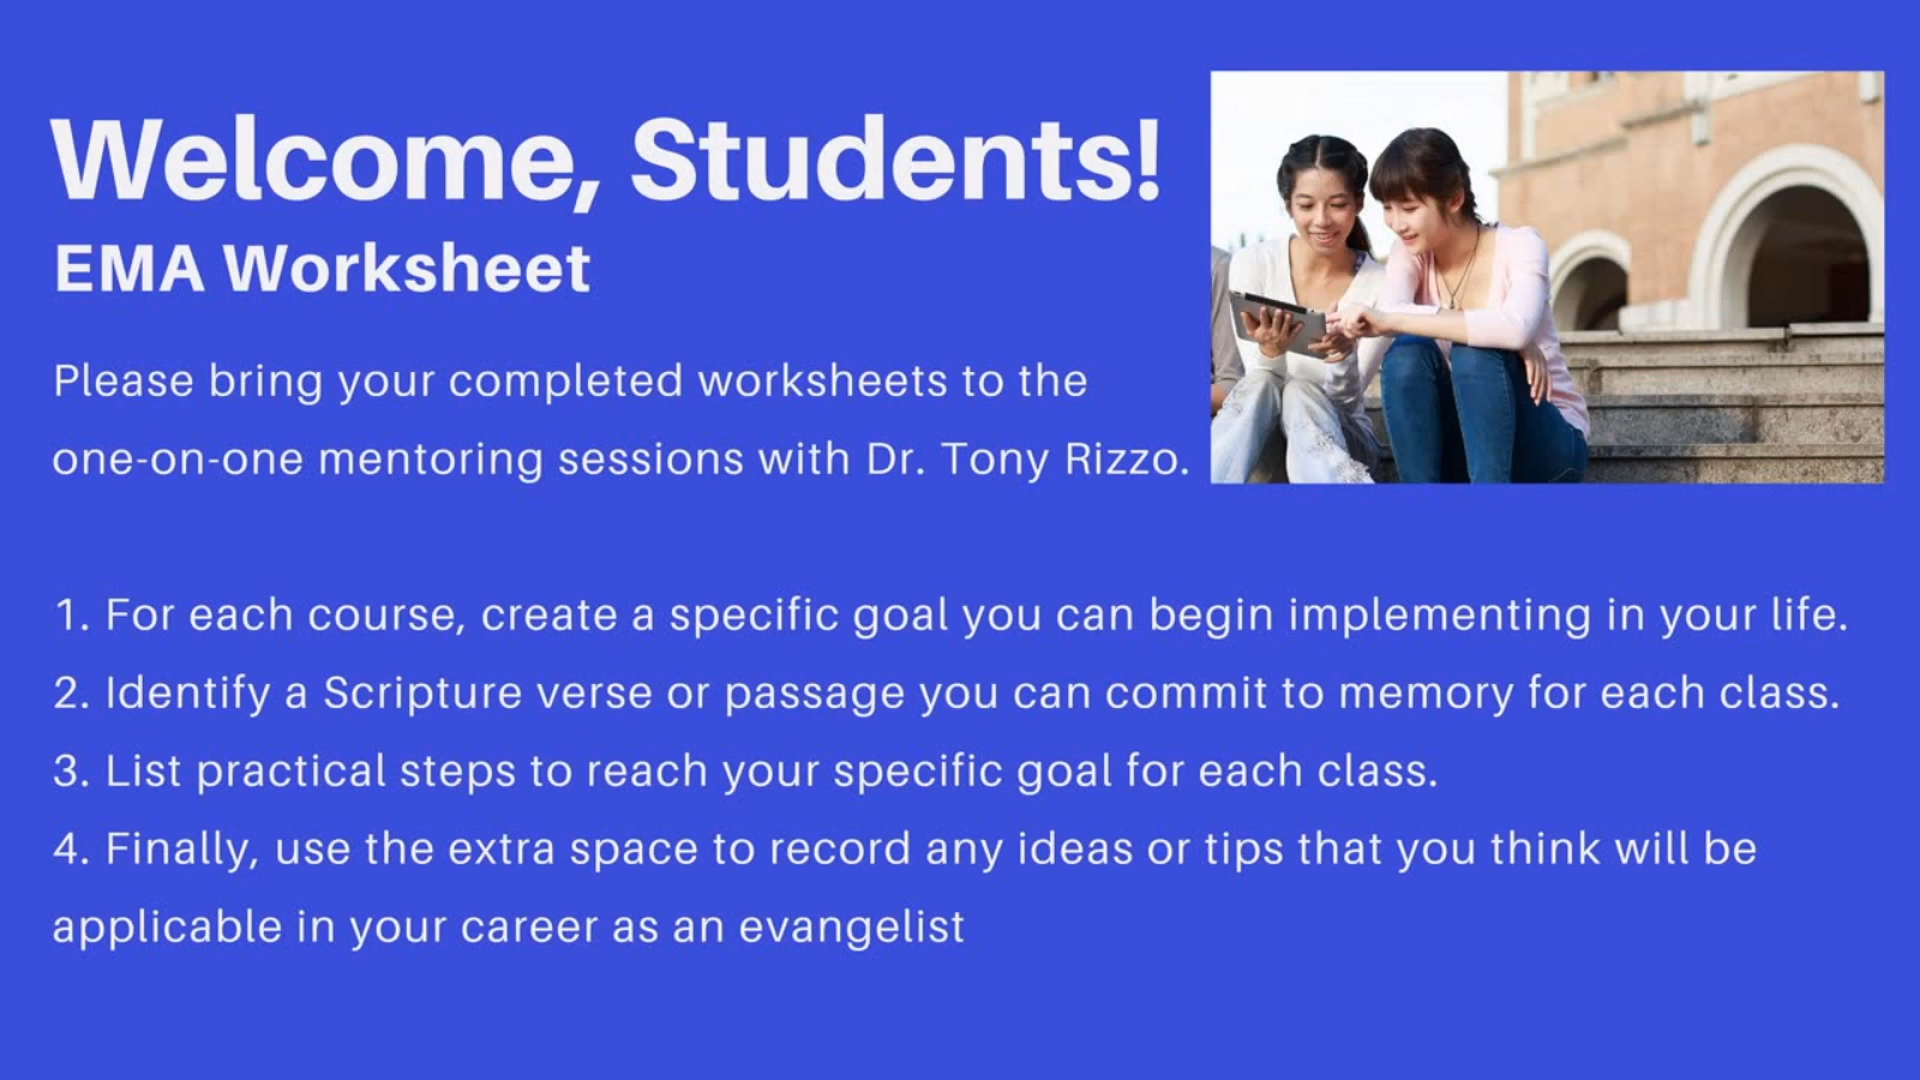 Welcome, Students!
EMA Worksheet
Please bring your completed worksheets to the
one-on-one mentoring sessions with Dr. Tony Rizzo.
1. For each course, create a specific goal you can begin implementing in your life.
2. Identify a Scripture verse or passage you can commit to memory for each class.
3. List practical steps to reach your specific goal for each class.
4. Finally, use the extra space to record any ideas or tips that you think will be
applicable in your career as an evangelist